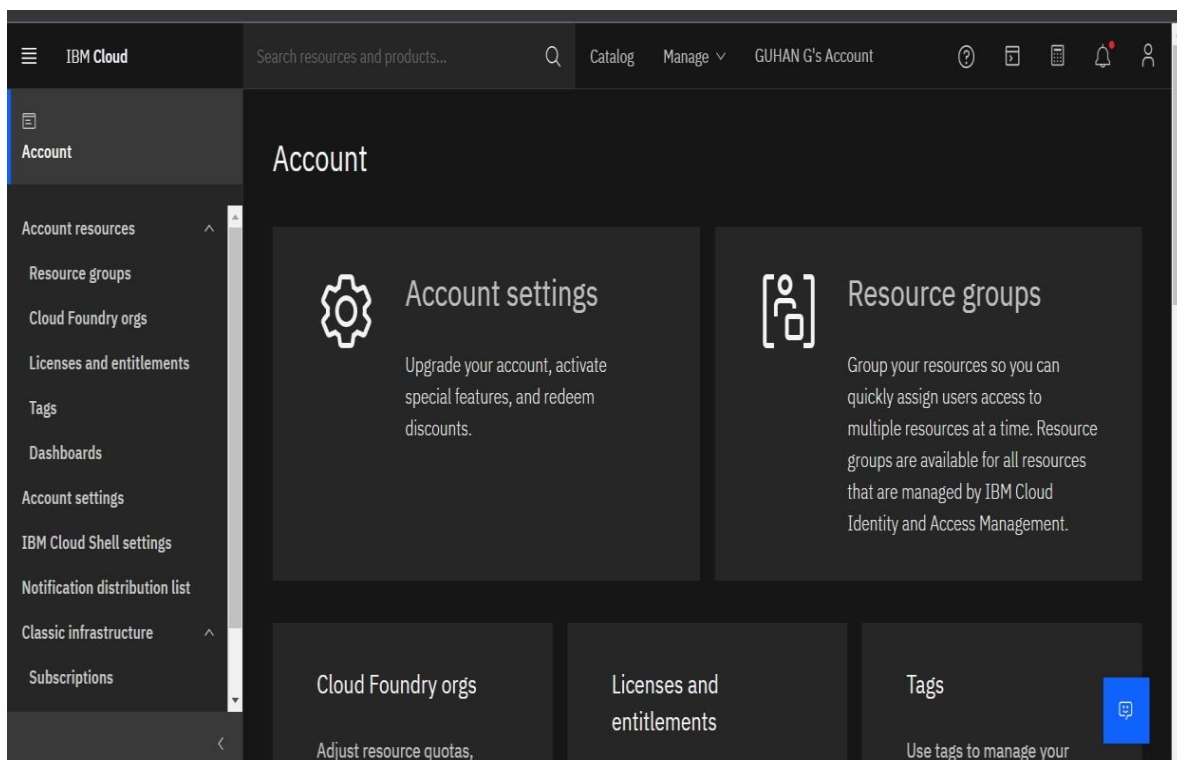 IBM Cloud
Search resources and products...
Catalog
Manage
GUHAN G's Account
Account
Account resources
Resource groups
Cloud Foundry orgs
Licenses and entitlements
Tags
Dashboards
Account settings
IBM Cloud Shell settings
Notification distribution list
Classic infrastructure
Subscriptions
Account
Account settings
Upgrade your account, activate
special features, and redeem
discounts.
Resource groups
Group your resources so you can
quickly assign users access to
multiple resources at a time. Resource
groups are available for all resources
that are managed by IBM Cloud
Identity and Access Management.
Cloud Foundry orgs
Adjust resource quotas,
Licenses and
entitlements
Tags
Use tags to manage your